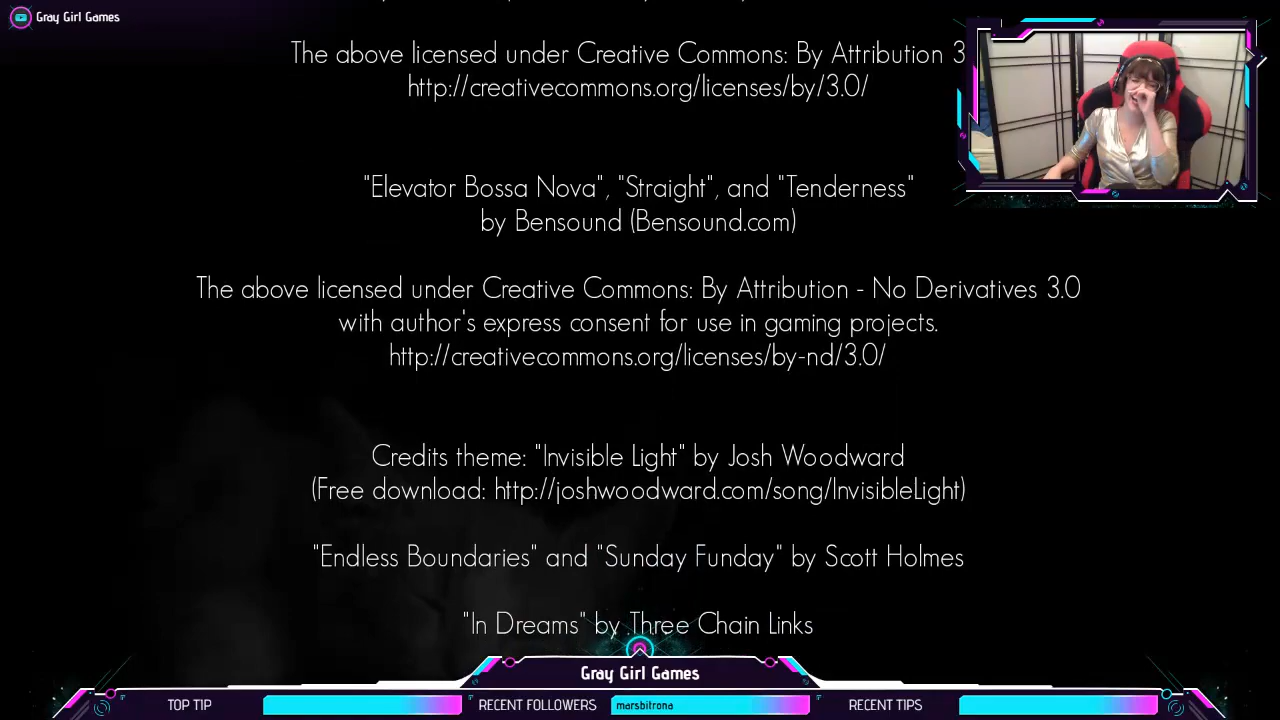 Gray Girl Games
The above licensed under Creative Commons: By Attribution 3
http://creativecommons.org/licenses/by/3.0/
"Elevator Bossa Nova", "Straight", and "Tenderness"
by Bensound (Bensound.com)
The above licensed under Creative Commons: By Attribution - No Derivatives 3.0
with author's express consent for use in gaming projects.
http://creativecommons.org/licenses/by-nd/3.0/
Credits theme: "Invisible Light" by Josh Woodward
(Free download: http://joshwoodward.com/song/InvisibleLight)
"Endless Boundaries" and "Sunday Funday" by Scott Holmes
"In Dreams" by Three Chain Links
Gray Girl Games
TOP TIP
RECENT FOLLOWERS
marsbitrona
RECENT TIPS